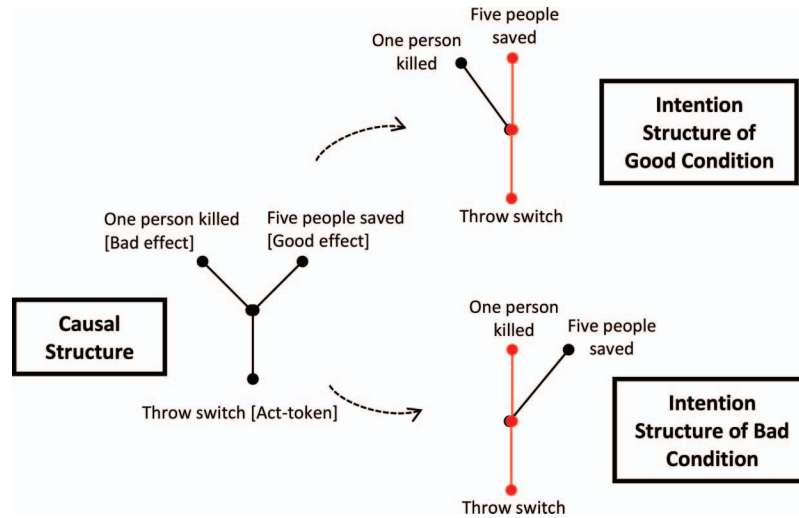 One person
killed
Five people
saved
Intention
Structure of
Good Condition
Throw switch
One person killed
[Bad effect]
Five people saved
[Good effect]
Causal
Structure
Throw switch [Act-token]
One person
killed
Five people
saved
Intention
Structure of Bad
Condition
Throw switch